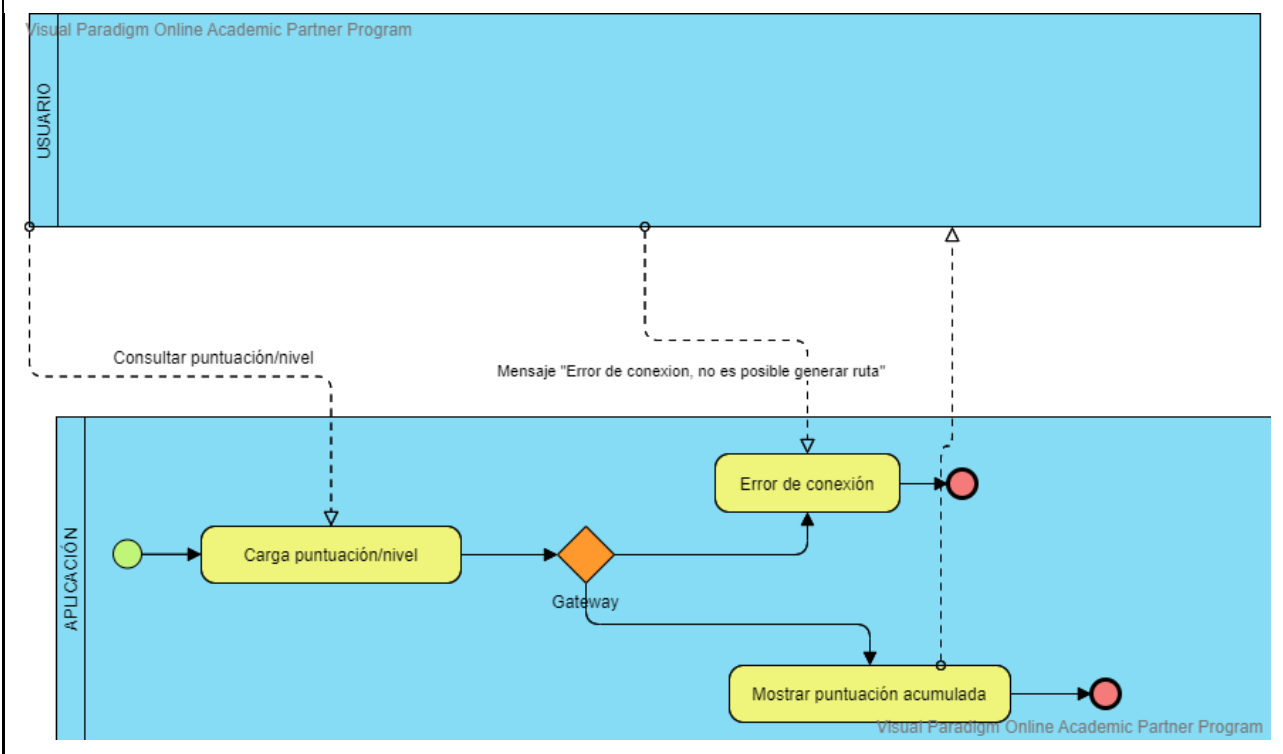 Visual Paradigm Online Academic Partner Program
USUARIO
Consultar puntuación/nivel
Mensaje "Error de conexion, no es posible generar ruta"
APLICACIÓN
Error de conexión
Carga puntuación/nivel
Gateway
Mostrar puntuación acumulada
Visual Paradigm Online Academic Partner Program